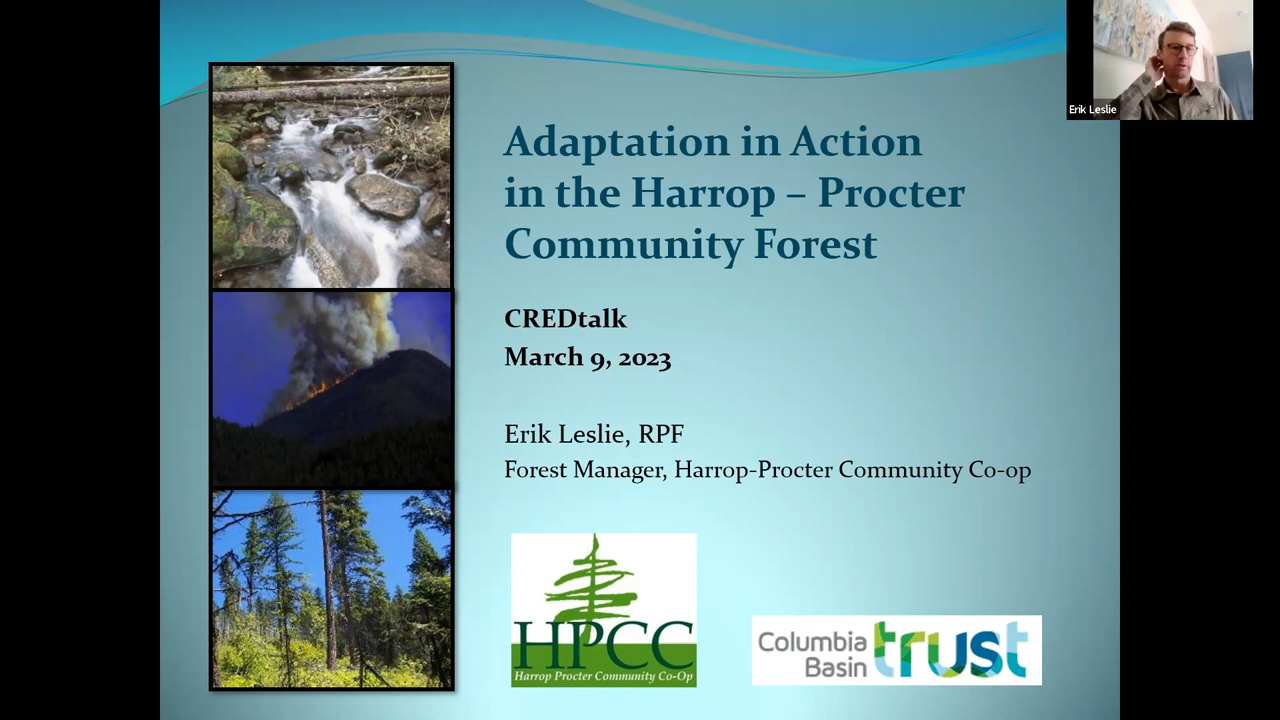 Erik Leslie
Adaptation in Action
in the Harrop – Procter
Community Forest
CREDtalk
March 9, 2023
Erik Leslie, RPF
Forest Manager, Harrop-Procter Community Co-op
HPCC
Harrop Procter Community Co-Op
Columbia
Basin
trust